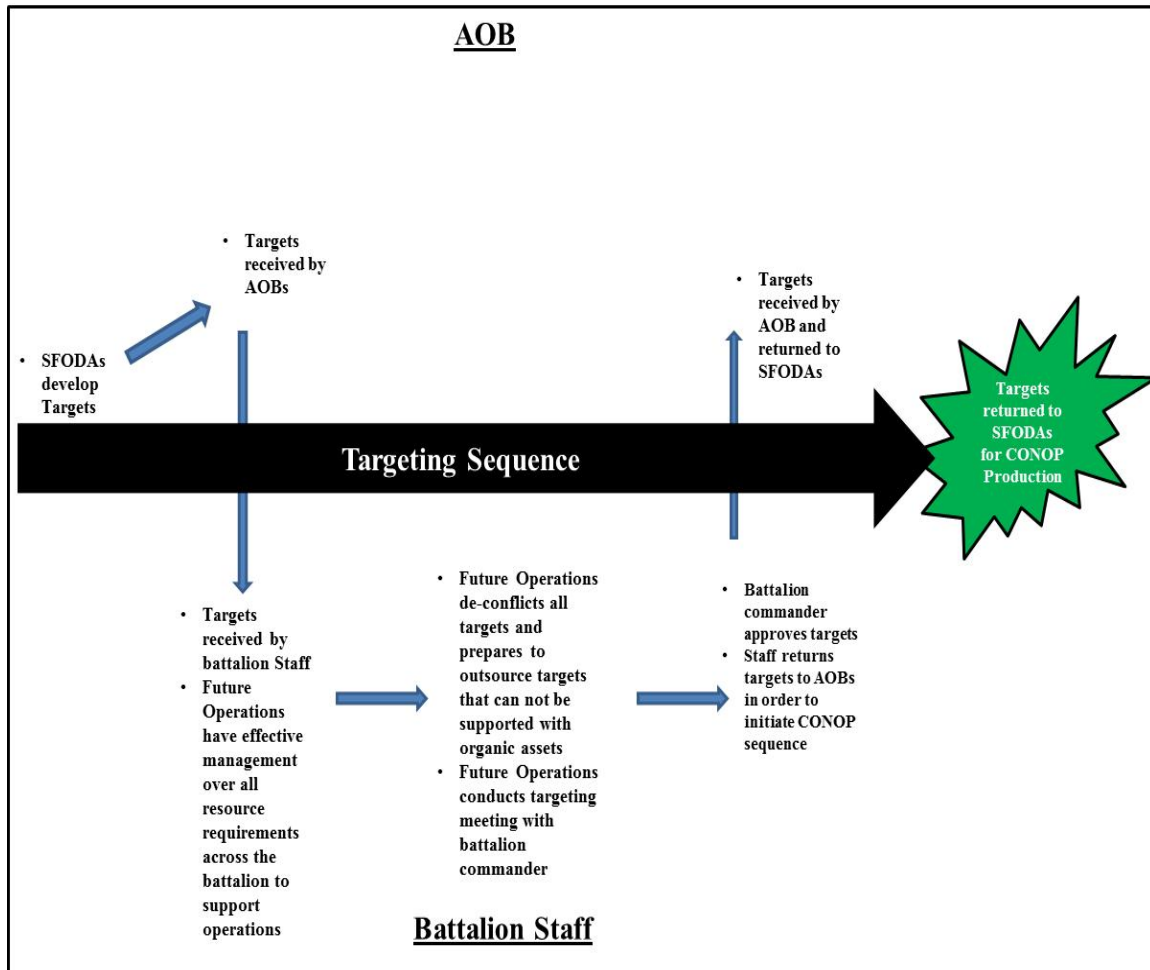 AOB
• Targets
received by
AOBs
• SFODAs
develop
Targets
• Targets
received by
AOB and
returned to
SFODAs
Targeting Sequence
Targets
returned to
SFODAs
for CONOP
Production
• Targets
received by
battalion Staff
• Future
Operations
have effective
management
over all
resource
requirements
across the
battalion to
support
operations
• Future Operations
de-conflicts all
targets and
prepares to
outsource targets
that can not be
supported with
organic assets
• Future Operations
conducts targeting
meeting with
battalion
commander
• Battalion
commander
approves targets
• Staff returns
targets to AOBs
in order to
initiate CONOP
sequence
Battalion Staff